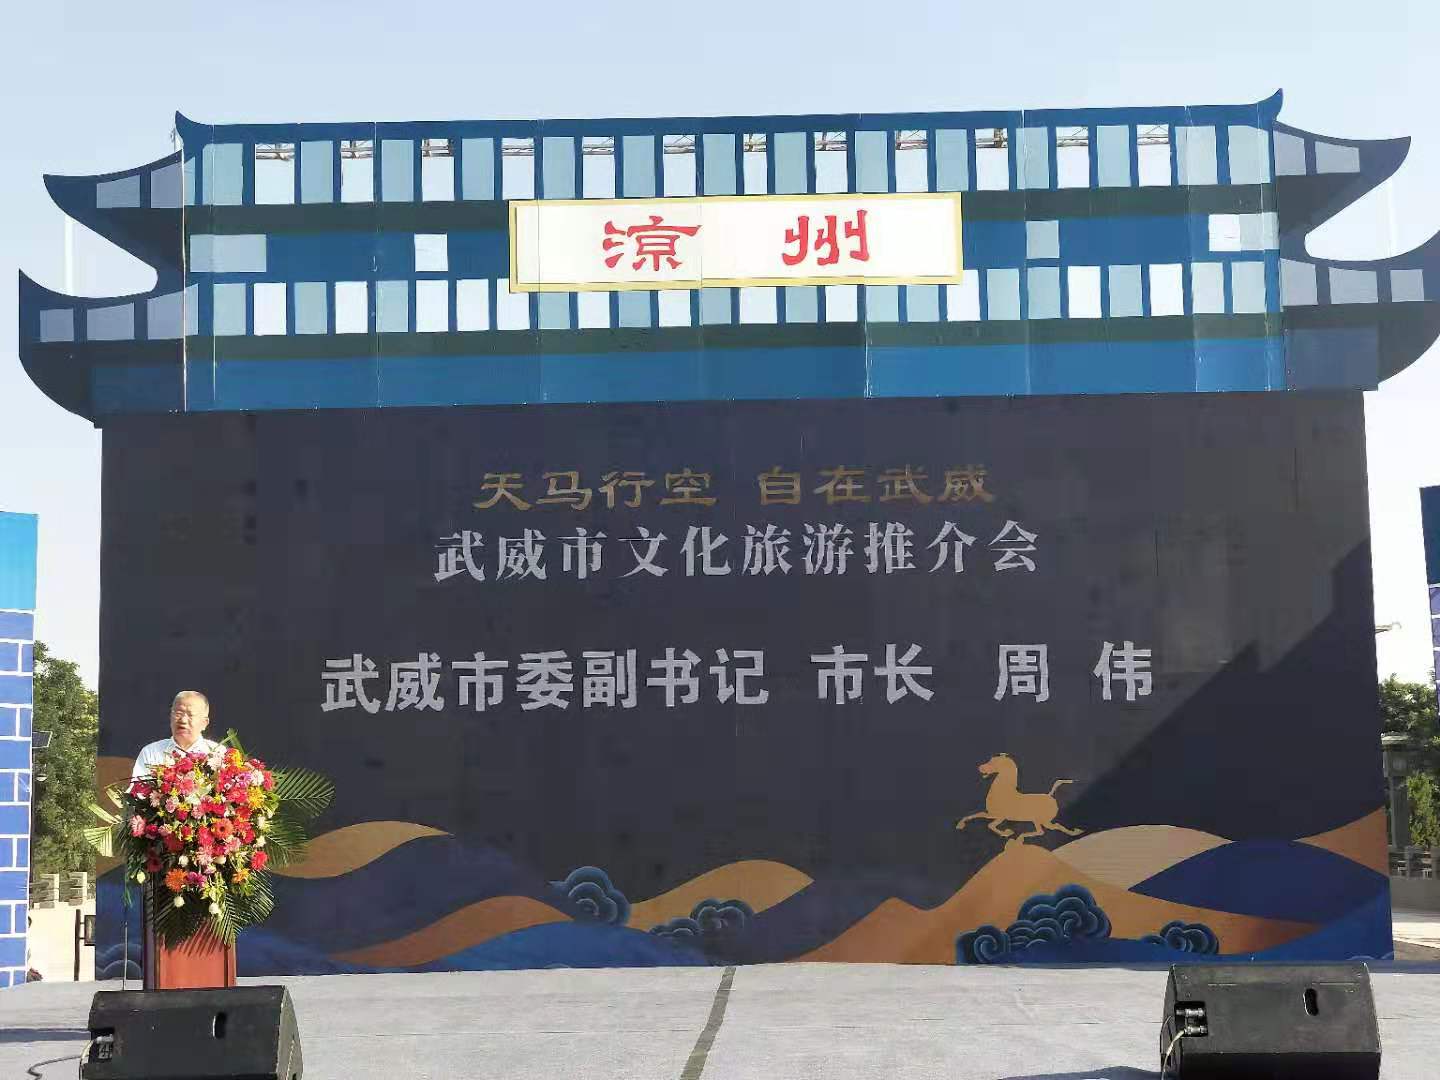 凉州
天马行空 自在武威
武威市文化旅游推介会
武威市委副书记 市长 周伟